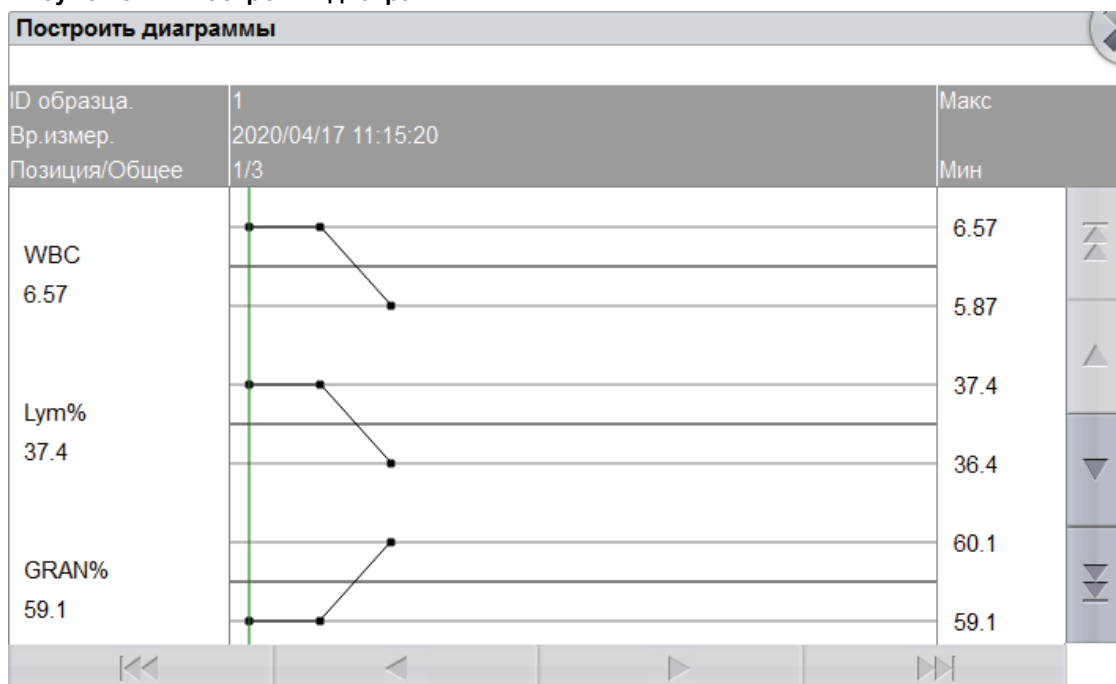 Построить диаграммы
ID образца. 1 Макс
Вр.измер. 2020/04/17 11:15:20
Позиция/Общее 1/3 Мин
6.57
WBC
6.57
5.87
37.4
Lym%
37.4
36.4
60.1
GRAN%
59.1
59.1